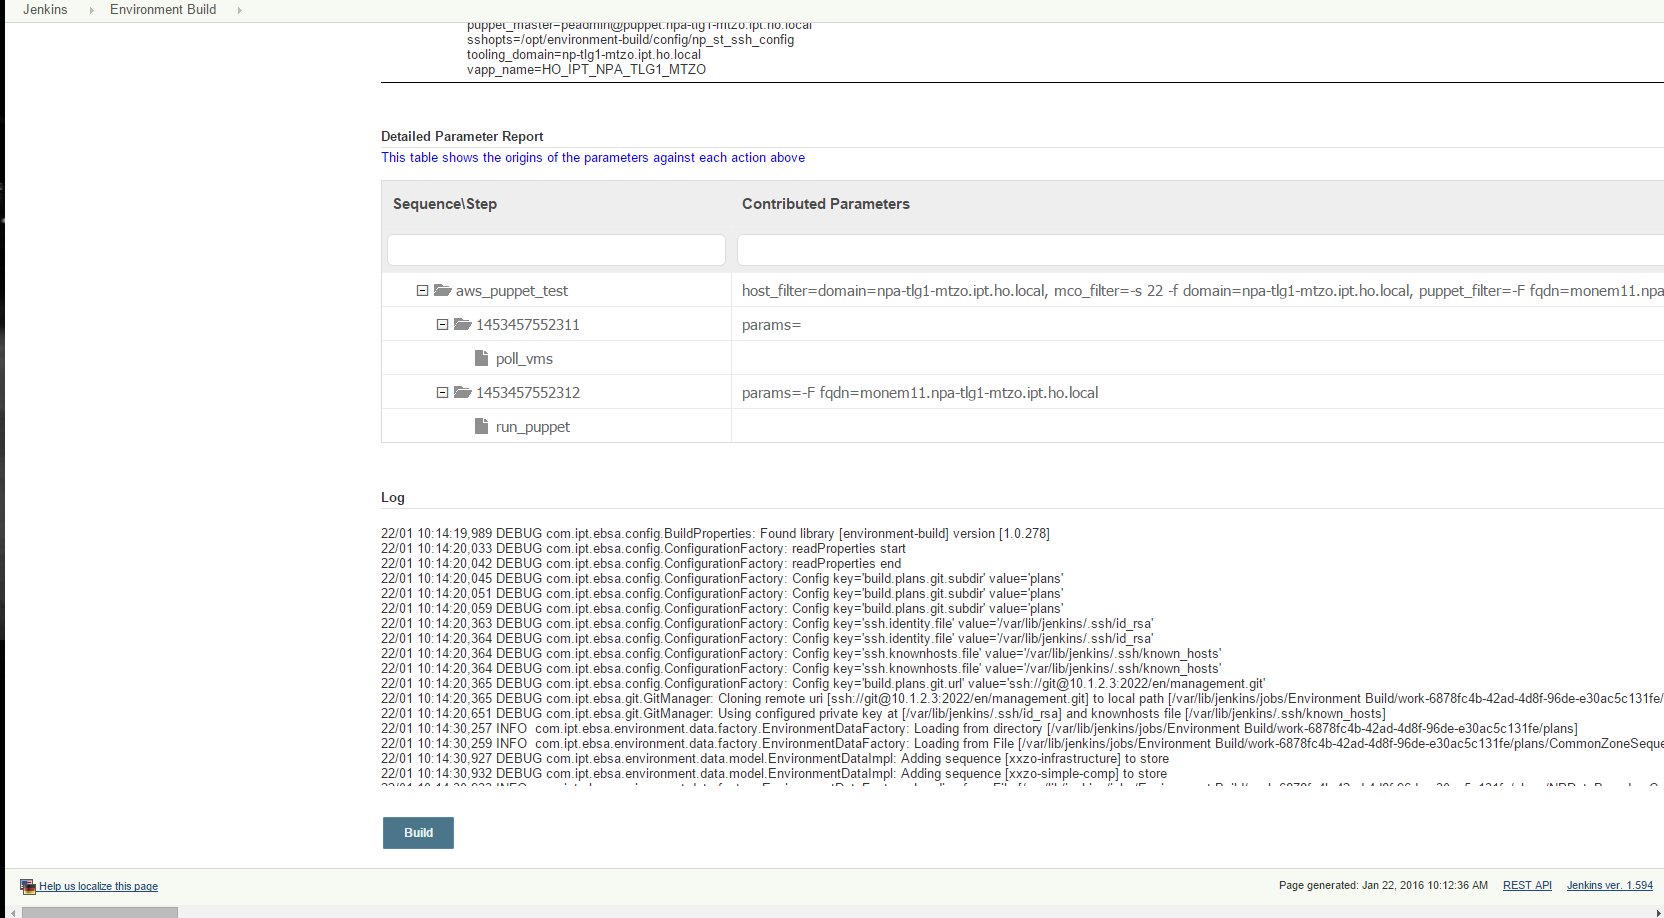 Jenkins
Environment Build
puppet_master=peadmin@puppet.npa-tlg1-mtzo.ipt.ho.local
sshopts=/opt/environment-build/config/np_st_ssh_config
tooling_domain=np-tlg1-mtzo.ipt.ho.local
vapp_name=HO_IPT_NPA_TLG1_MTZO
Detailed Parameter Report
This table shows the origins of the parameters against each action above
Sequence\Step Contributed Parameters
aws_puppet_test host_filter=domain=npa-tlg1-mtzo.ipt.ho.local, mco_filter=-s 22 -f domain=npa-tlg1-mtzo.ipt.ho.local, puppet_filter=-F fqdn=monem11.npa
1453457552311 params=
poll_vms
1453457552312 params=-F fqdn=monem11.npa-tlg1-mtzo.ipt.ho.local
run_puppet
Log
22/01 10:14:19,989 DEBUG com.ipt.ebsa.config.BuildProperties: Found library [environment-build] version [1.0.278]
22/01 10:14:20,033 DEBUG com.ipt.ebsa.config.ConfigurationFactory: readProperties start
22/01 10:14:20,042 DEBUG com.ipt.ebsa.config.ConfigurationFactory: readProperties end
22/01 10:14:20,045 DEBUG com.ipt.ebsa.config.ConfigurationFactory: Config key='build.plans.git.subdir' value='plans'
22/01 10:14:20,051 DEBUG com.ipt.ebsa.config.ConfigurationFactory: Config key='build.plans.git.subdir' value='plans'
22/01 10:14:20,059 DEBUG com.ipt.ebsa.config.ConfigurationFactory: Config key='build.plans.git.subdir' value='plans'
22/01 10:14:20,363 DEBUG com.ipt.ebsa.config.ConfigurationFactory: Config key='ssh.identity.file' value='/var/lib/jenkins/.ssh/id_rsa'
22/01 10:14:20,364 DEBUG com.ipt.ebsa.config.ConfigurationFactory: Config key='ssh.identity.file' value='/var/lib/jenkins/.ssh/id_rsa'
22/01 10:14:20,364 DEBUG com.ipt.ebsa.config.ConfigurationFactory: Config key='ssh.knownhosts.file' value='/var/lib/jenkins/.ssh/known_hosts'
22/01 10:14:20,364 DEBUG com.ipt.ebsa.config.ConfigurationFactory: Config key='ssh.knownhosts.file' value='/var/lib/jenkins/.ssh/known_hosts'
22/01 10:14:20,365 DEBUG com.ipt.ebsa.config.ConfigurationFactory: Config key='build.plans.git.url' value='ssh://git@10.1.2.3:2022/en/management.git'
22/01 10:14:20,365 DEBUG com.ipt.ebsa.git.GitManager: Cloning remote uri [ssh://git@10.1.2.3:2022/en/management.git] to local path [/var/lib/jenkins/jobs/Environment Build/work-6878fc4b-42ad-4d8f-96de-e30ac5c131fe/
22/01 10:14:20,651 DEBUG com.ipt.ebsa.git.GitManager: Using configured private key at [/var/lib/jenkins/.ssh/id_rsa] and knownhosts file [/var/lib/jenkins/.ssh/known_hosts]
22/01 10:14:30,257 INFO com.ipt.ebsa.environment.data.factory.EnvironmentDataFactory: Loading from directory [/var/lib/jenkins/jobs/Environment Build/work-6878fc4b-42ad-4d8f-96de-e30ac5c131fe/plans]
22/01 10:14:30,259 INFO com.ipt.ebsa.environment.data.factory.EnvironmentDataFactory: Loading from File [/var/lib/jenkins/jobs/Environment Build/work-6878fc4b-42ad-4d8f-96de-e30ac5c131fe/plans/CommonZoneSeque
22/01 10:14:30,927 DEBUG com.ipt.ebsa.environment.data.model.EnvironmentDataImpl: Adding sequence [xxzo-infrastructure] to store
22/01 10:14:30,932 DEBUG com.ipt.ebsa.environment.data.model.EnvironmentDataImpl: Adding sequence [xxzo-simple-comp] to store
Build
Help us localize this page
Page generated: Jan 22, 2016 10:12:36 AM REST API Jenkins ver. 1.594